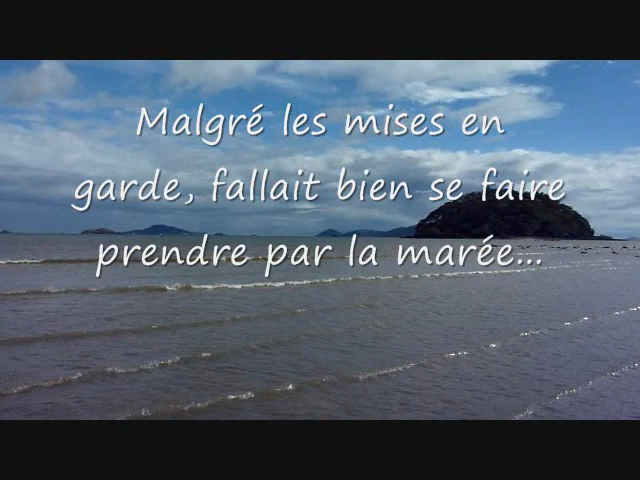 Malgré les mises en
garde, fallait bien se faire
prendre par la marée...